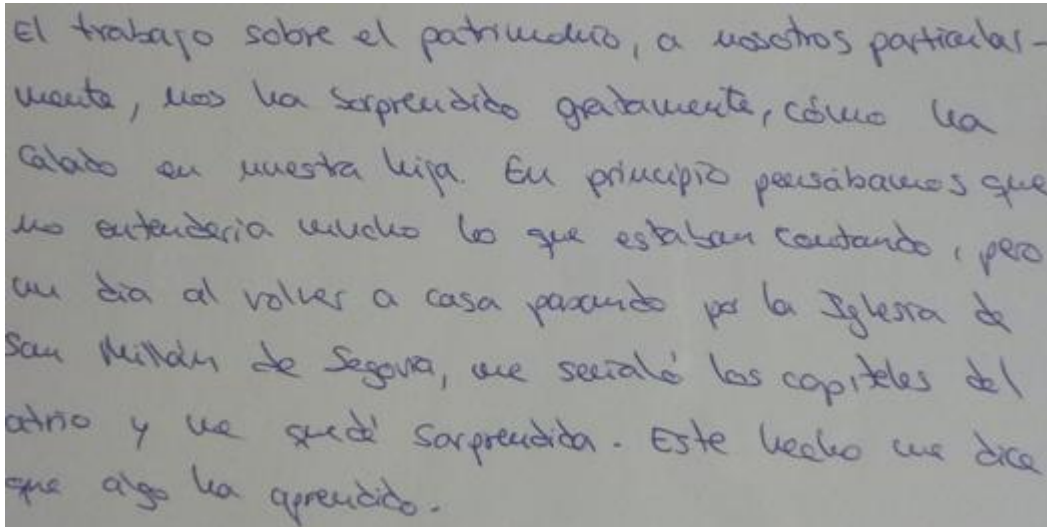 El trabajo sobre el patrimonio, a nosotros particular-
mente, nos ha sorprendido gratamente, cómo ha
calado en nuestra hija. En principio pensábamos que
no entendería mucho lo que estaban contando, pero
un día al volver a casa pasando por la Iglesia de
San Millán de Segovia, me señaló los capiteles del
atrio y me quedé sorprendida. Este hecho me dice
que algo ha aprendido.